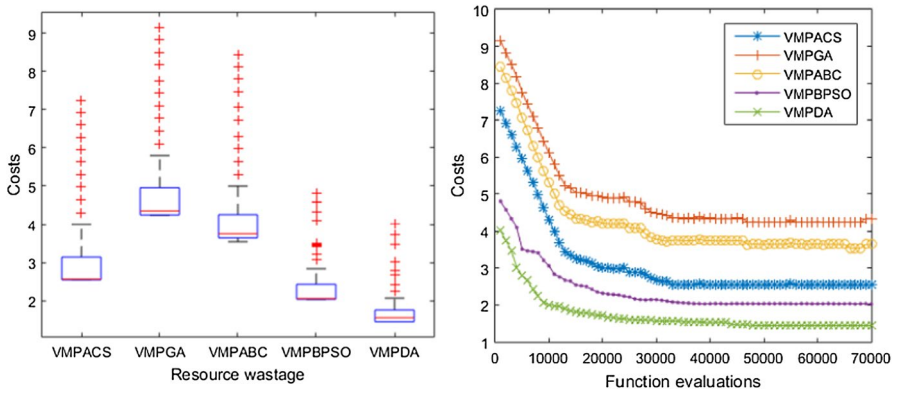 9
8
7
6
5
4
3
2
Costs
VMPACS VMPGA VMPABC VMPBPSO VMPDA
Resource wastage
10
9
8
7
6
5
4
3
2
1
Costs
VMPACS
VMPGA
VMPABC
VMPBPSO
VMPDA
0 10000 20000 30000 40000 50000 60000 70000
Function evaluations